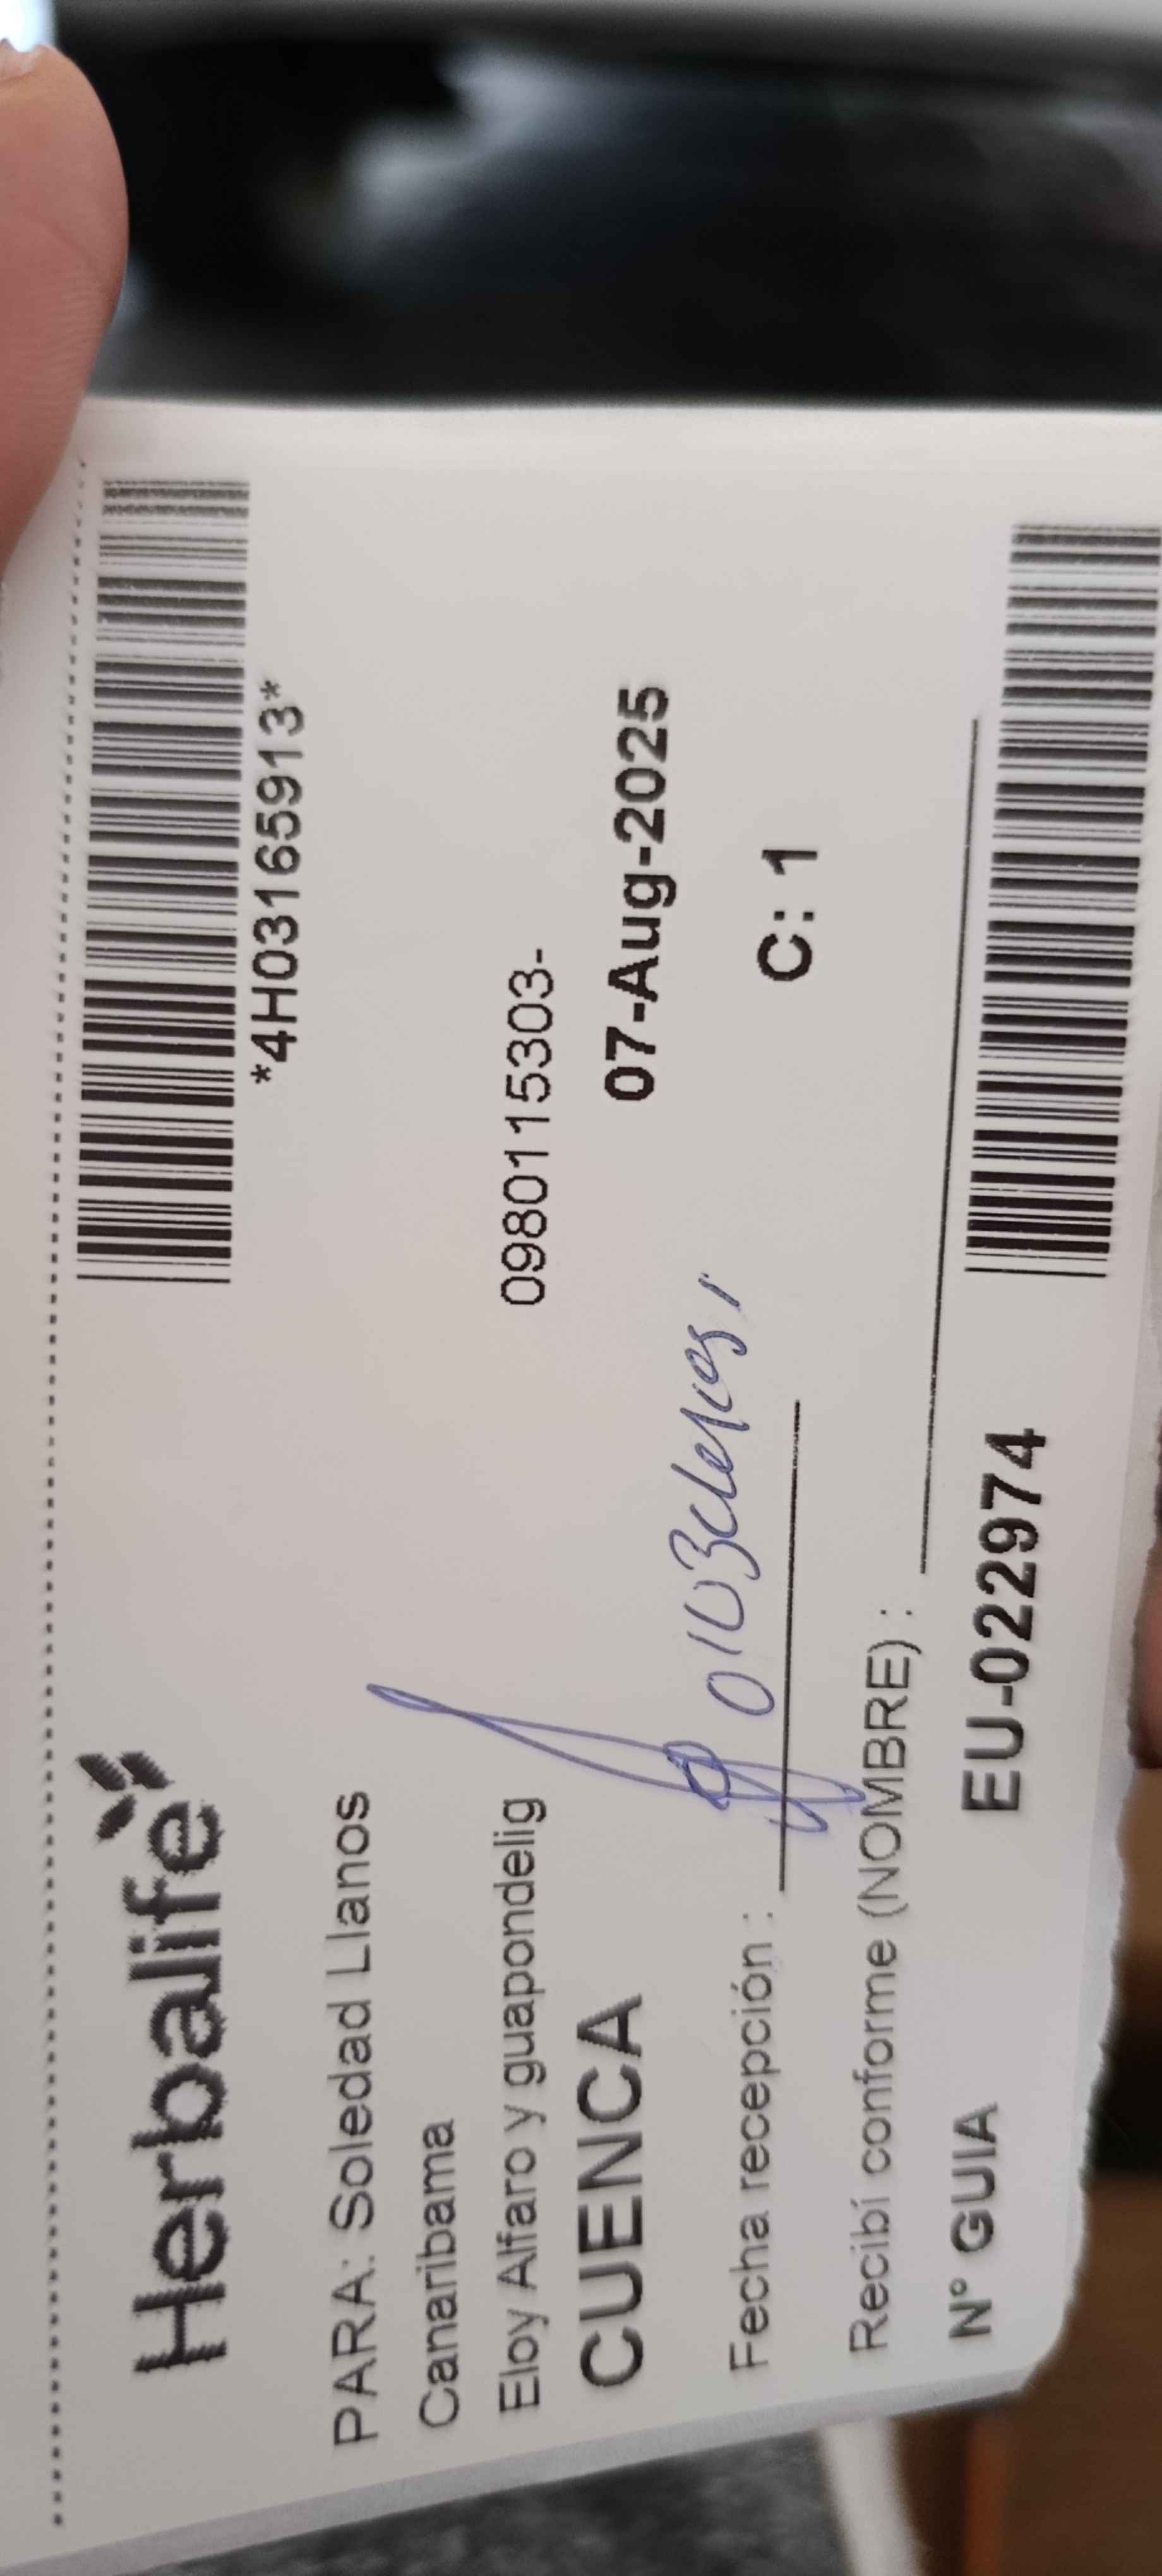 Herbalife
*4H03165913*
PARA: Soledad Llanos
Canaribama
Eloy Alfaro y guapondelig 0980115303-
CUENCA 07-Aug-2025
Fecha recepción : C: 1
Recibí conforme (NOMBRE) :
Nº GUIA EU-022974